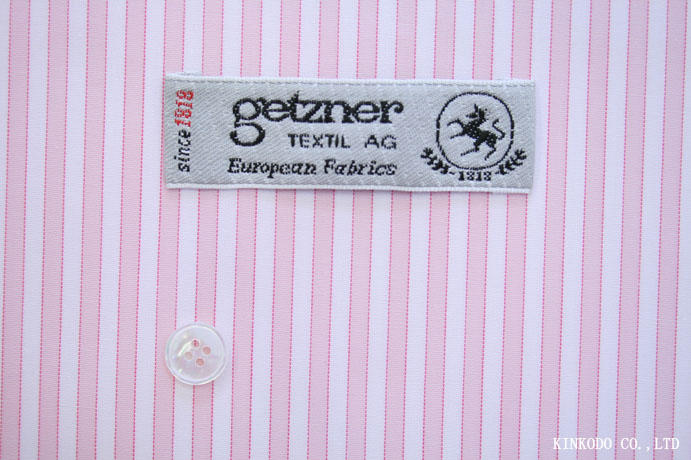 since 1818
getzner
TEXTIL AG
European Fabrics
-1818-
KINKODO CO.,LTD